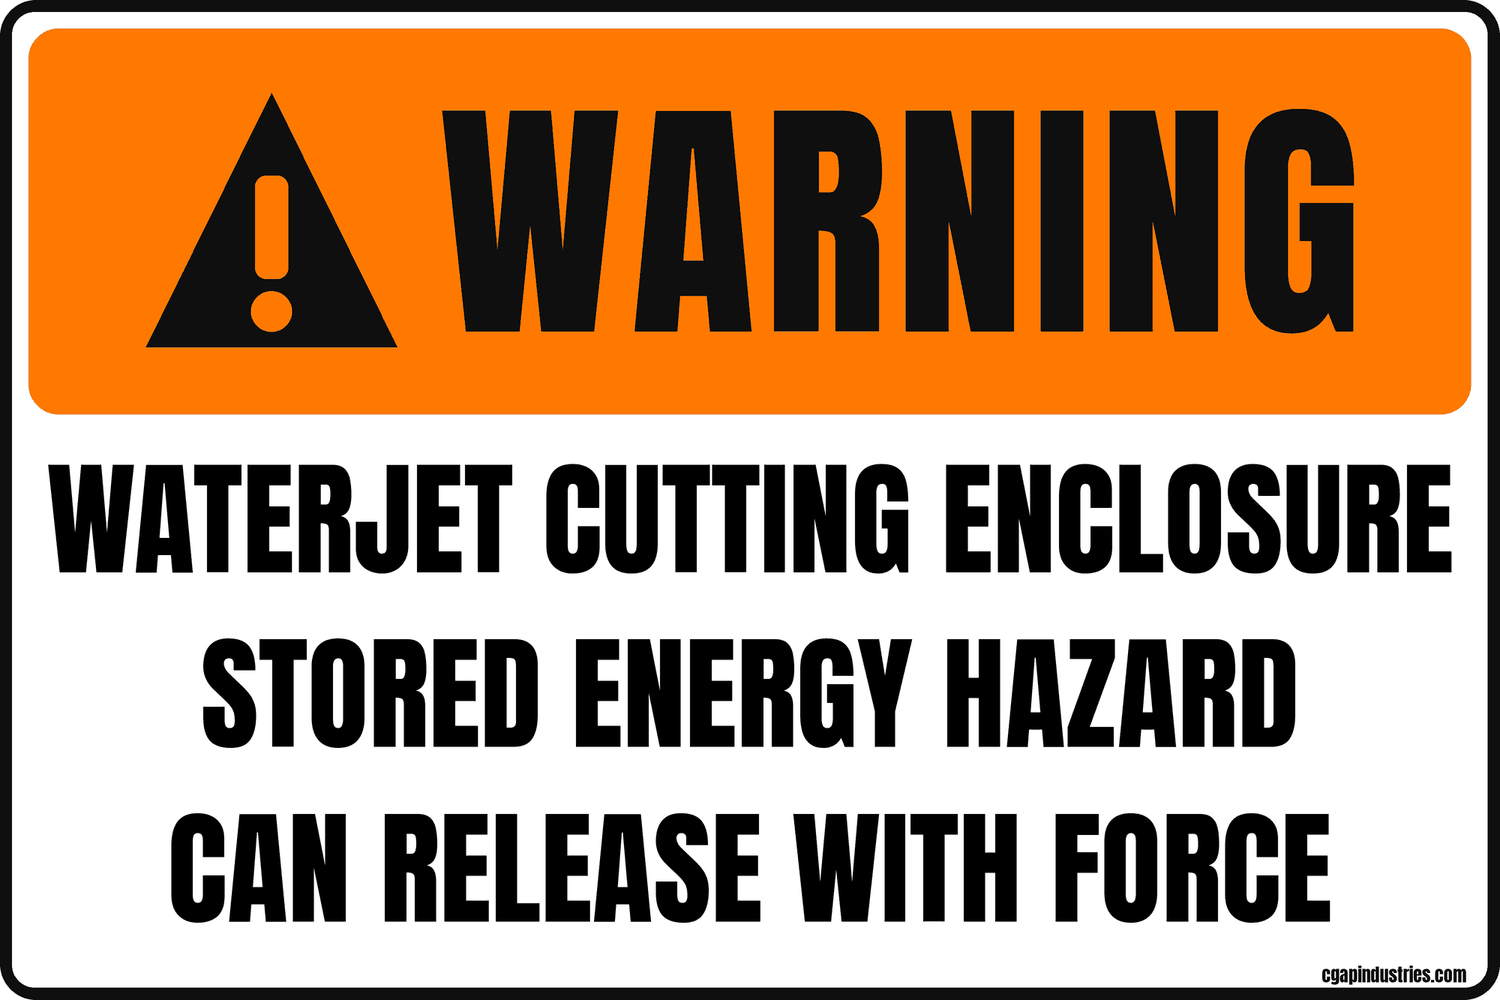 WARNING
WATERJET CUTTING ENCLOSURE
STORED ENERGY HAZARD
CAN RELEASE WITH FORCE
cgapindustries.com